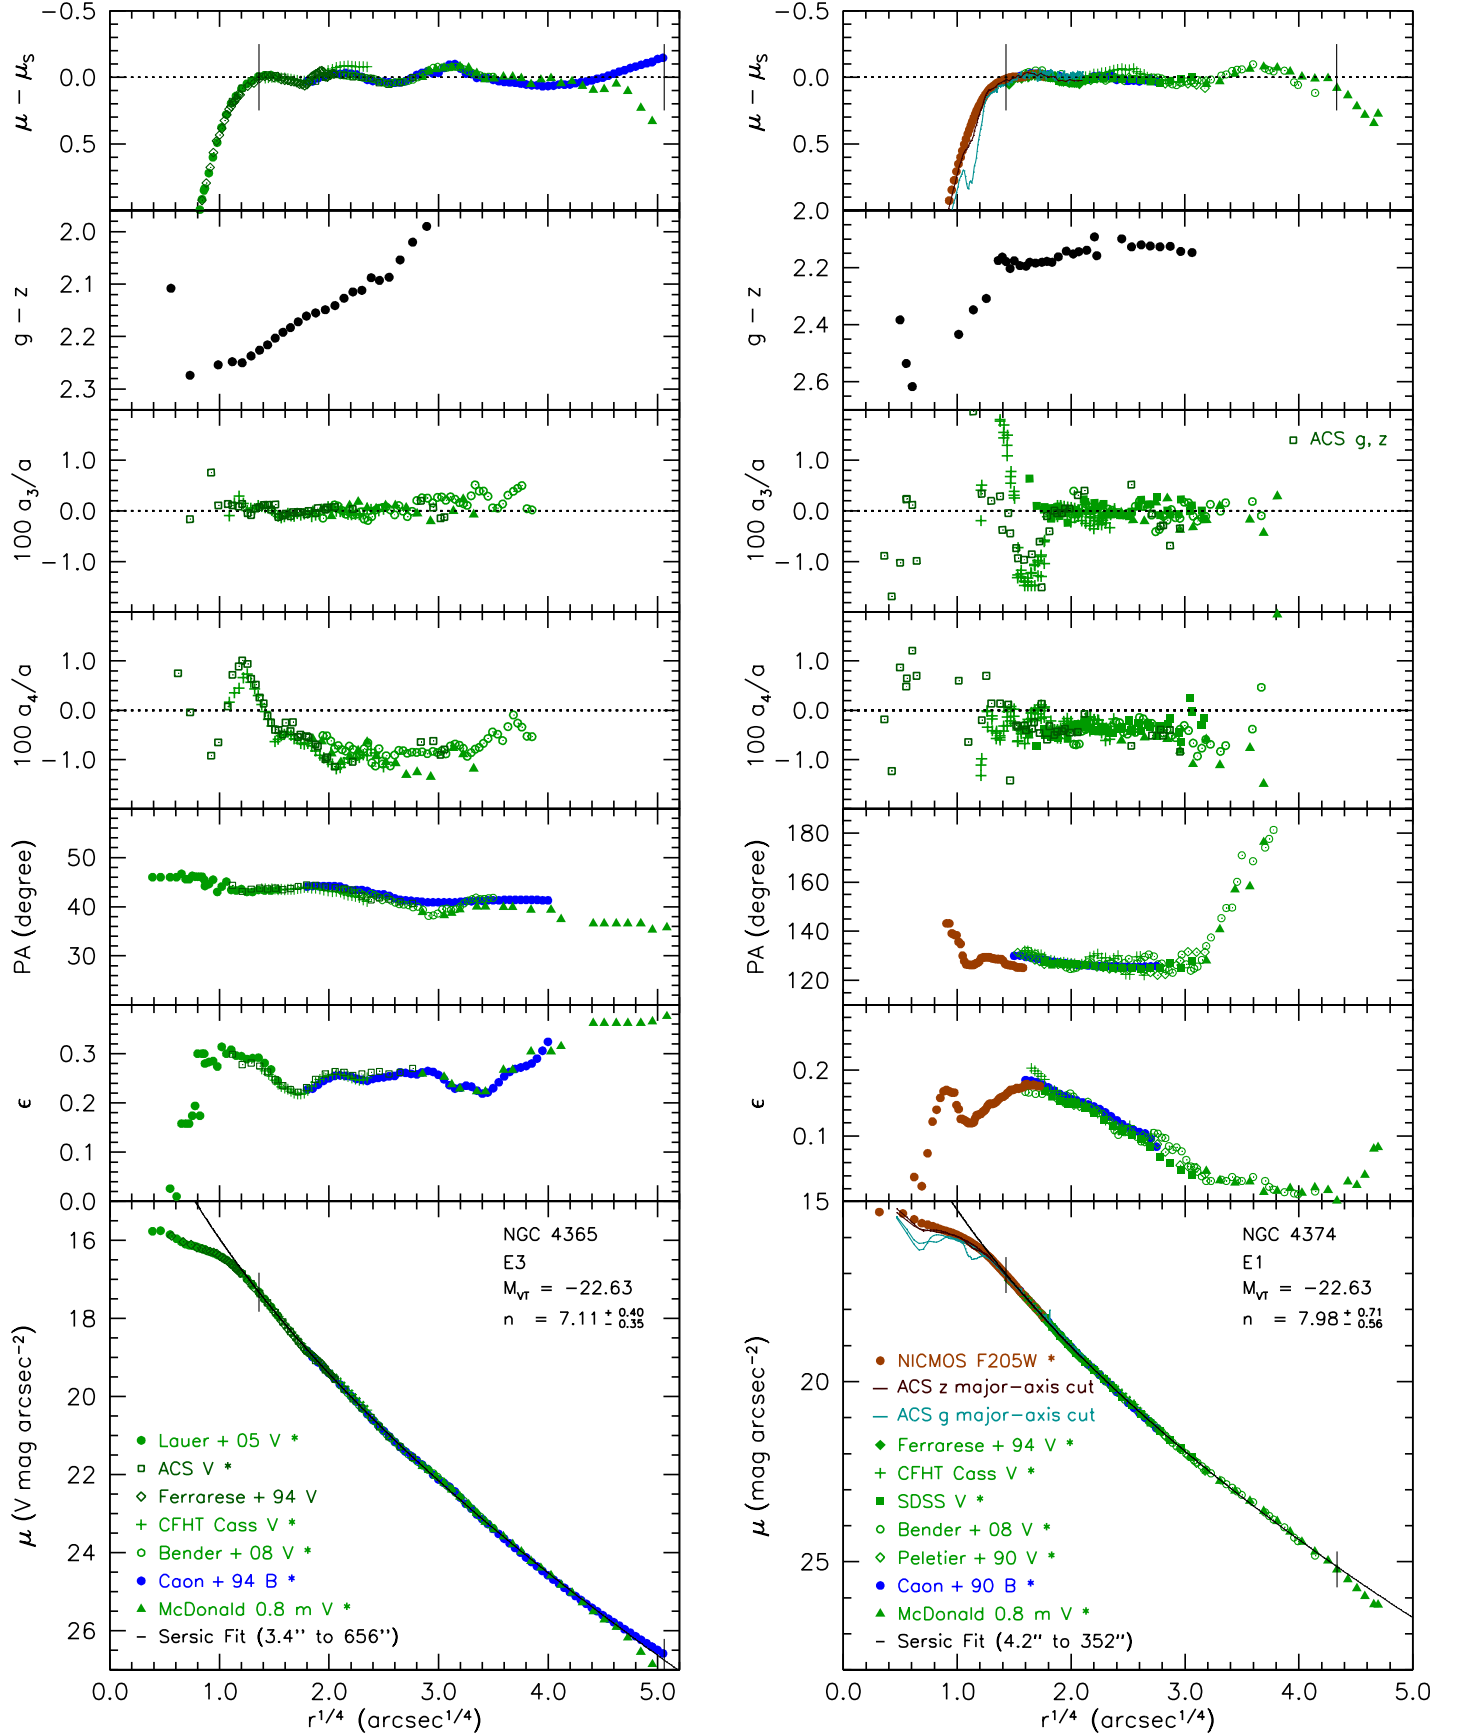 −0.5
0.0
0.5
μ − μS
2.0
2.1
2.2
2.3
g − z
1.0
0.0
−1.0
100 a3/a
1.0
0.0
−1.0
100 a4/a
50
40
30
PA (degree)
0.3
0.2
0.1
0.0
ϵ
16
18
20
22
24
26
μ (V mag arcsec−2)
NGC 4365
E3
MVT = −22.63
n = 7.11 + 0.40 − 0.35
Lauer + 05 V *
ACS V *
Ferrarese + 94 V
CFHT Cass V *
Bender + 08 V *
Caon + 94 B *
McDonald 0.8 m V *
− Sersic Fit (3.4’’ to 656’’)
0.0 1.0 2.0 3.0 4.0 5.0
r1/4 (arcsec1/4)
−0.5
0.0
0.5
μ − μS
2.0
2.2
2.4
2.6
g − z
ACS g, z
1.0
0.0
−1.0
100 a3/a
1.0
0.0
−1.0
100 a4/a
180
160
140
120
PA (degree)
0.2
0.1
ϵ
15
20
25
μ (mag arcsec−2)
NGC 4374
E1
MVT = −22.63
n = 7.98 + 0.71 − 0.56
NICMOS F205W *
ACS z major−axis cut
ACS g major−axis cut
Ferrarese + 94 V *
CFHT Cass V *
SDSS V *
Bender + 08 V *
Peletier + 90 V *
Caon + 90 B *
McDonald 0.8 m V *
− Sersic Fit (4.2’’ to 352’’)
0.0 1.0 2.0 3.0 4.0 5.0
r1/4 (arcsec1/4)